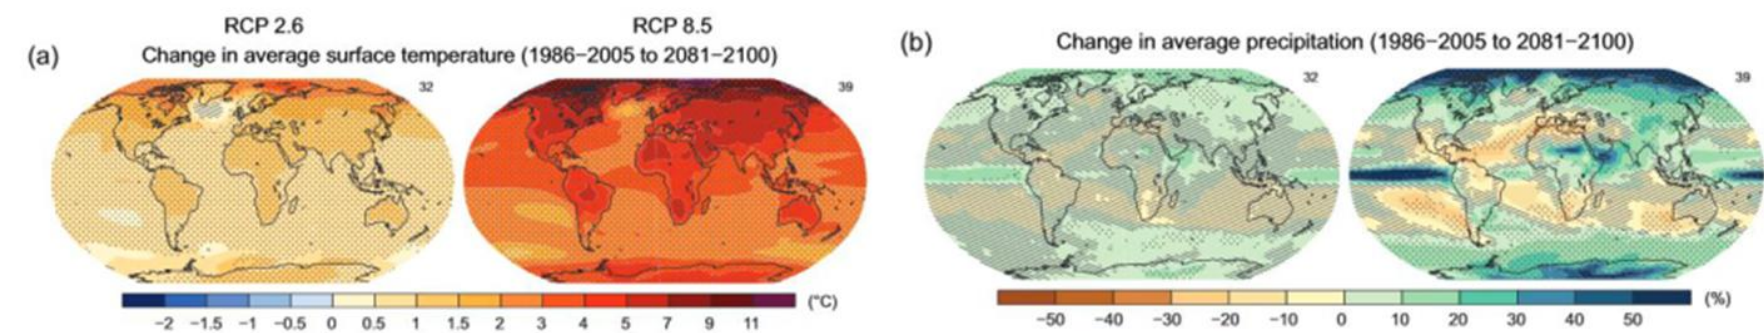 RCP 2.6 RCP 8.5
(a) Change in average surface temperature (1986−2005 to 2081−2100)
32 39
(°C)
−2 −1.5 −1 −0.5 0 0.5 1 1.5 2 3 4 5 7 9 11
(b) Change in average precipitation (1986−2005 to 2081−2100)
32 39
(%)
−50 −40 −30 −20 −10 0 10 20 30 40 50